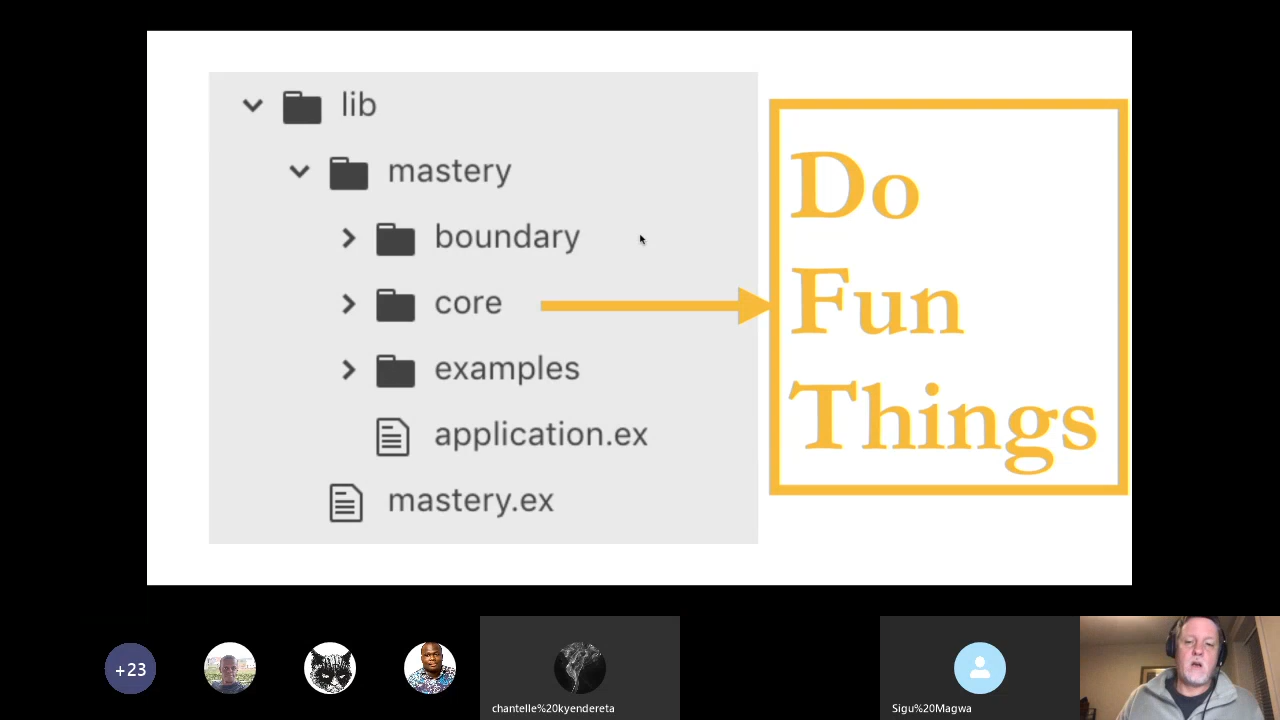 lib
mastery
boundary
core
examples
application.ex
mastery.ex
Do
Fun
Things
+23
chantelle%20kyendereta
Sigu%20Magwa